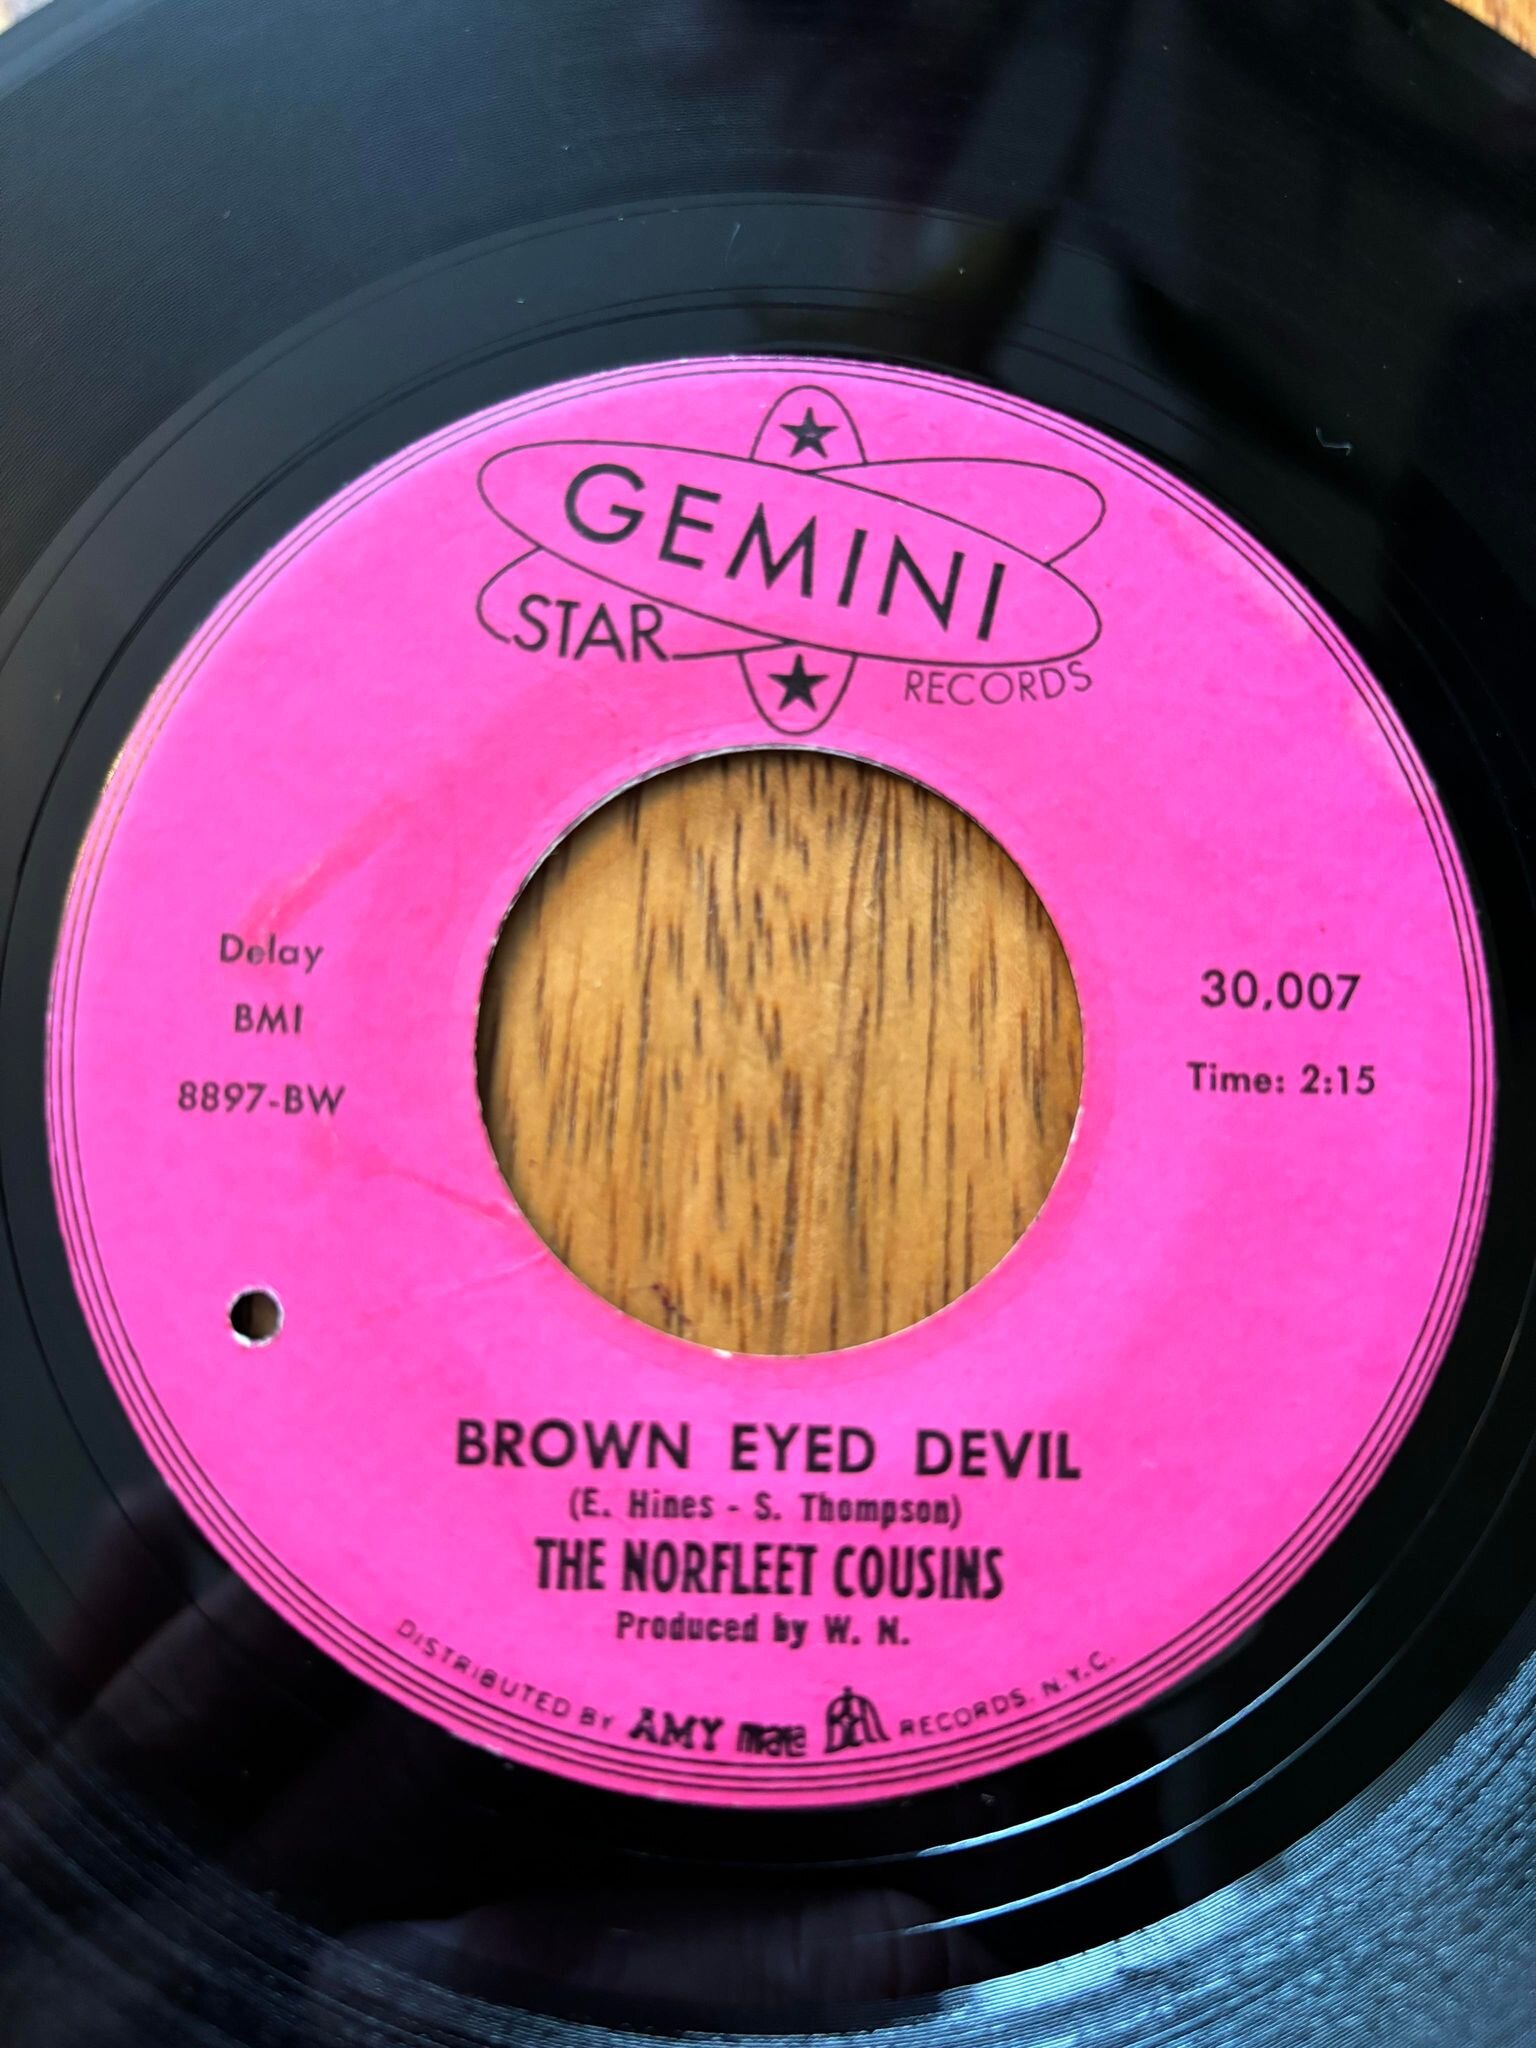 GEMINI
STAR
RECORDS
Delay
BMI
8897-BW
30,007
Time: 2:15
BROWN EYED DEVIL
(E. Hines - S. Thompson)
THE NORFLEET COUSINS
Produced by W. N.
DISTRIBUTED BY AMY mala Bell RECORDS, N.Y.C.